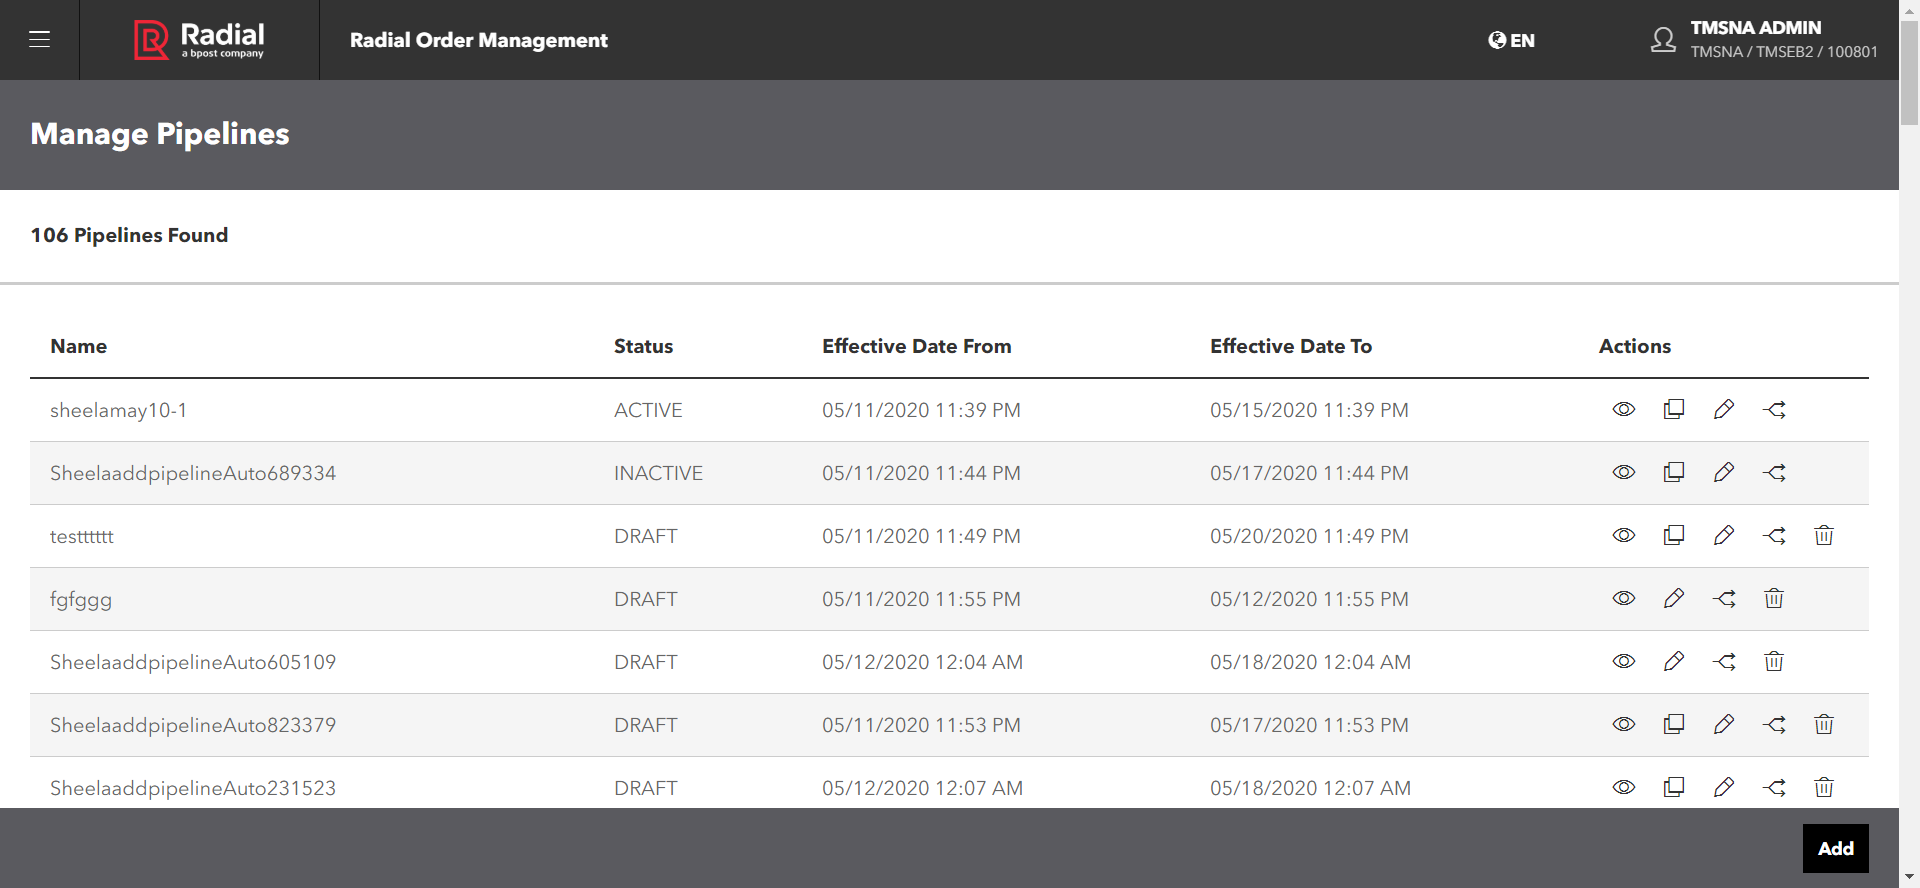 Radial
a bpost company
Radial Order Management
EN
TMSNA ADMIN
TMSNA / TMSEB2 / 100801
Manage Pipelines
106 Pipelines Found
Name Status Effective Date From Effective Date To Actions
sheelamay10-1 ACTIVE 05/11/2020 11:39 PM 05/15/2020 11:39 PM
SheelaaddpipelineAuto689334 INACTIVE 05/11/2020 11:44 PM 05/17/2020 11:44 PM
testttttt DRAFT 05/11/2020 11:49 PM 05/20/2020 11:49 PM
fgfggg DRAFT 05/11/2020 11:55 PM 05/12/2020 11:55 PM
SheelaaddpipelineAuto605109 DRAFT 05/12/2020 12:04 AM 05/18/2020 12:04 AM
SheelaaddpipelineAuto823379 DRAFT 05/11/2020 11:53 PM 05/17/2020 11:53 PM
SheelaaddpipelineAuto231523 DRAFT 05/12/2020 12:07 AM 05/18/2020 12:07 AM
Add